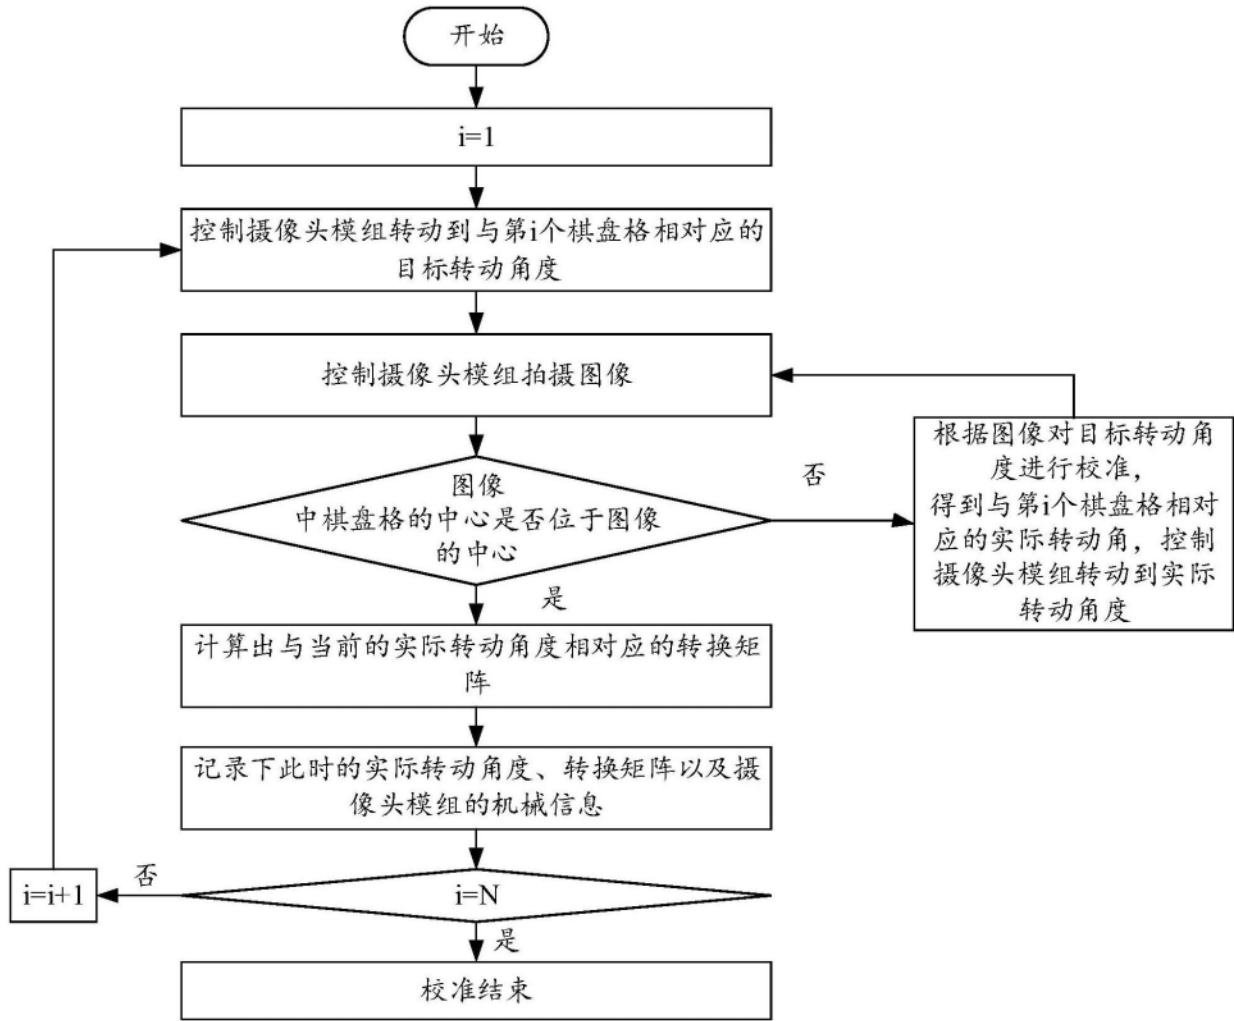 开始
i=1
控制摄像头模组转动到与第i个棋盘格相对应的
目标转动角度
控制摄像头模组拍摄图像
图像
中棋盘格的中心是否位于图像
的中心
否
根据图像对目标转动角
度进行校准，
得到与第i个棋盘格相对
应的实际转动角，控制
摄像头模组转动到实际
转动角度
是
计算出与当前的实际转动角度相对应的转换矩
阵
记录下此时的实际转动角度、转换矩阵以及摄
像头模组的机械信息
i=N
否
i=i+1
是
校准结束